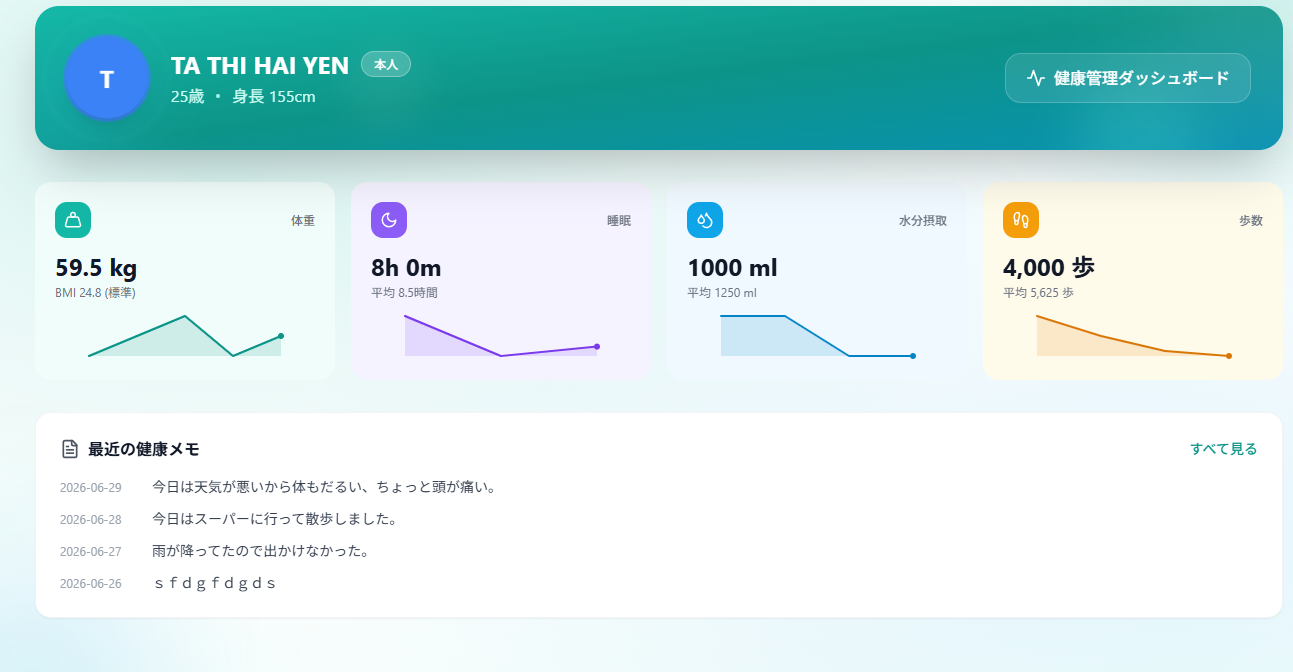 T
TA THI HAI YEN 本人
25歳 • 身長 155cm
健康管理ダッシュボード
体重
59.5 kg
BMI 24.8 (標準)
睡眠
8h 0m
平均 8.5時間
水分摂取
1000 ml
平均 1250 ml
歩数
4,000 歩
平均 5,625 歩
最近の健康メモ
すべて見る
2026-06-29 今日は天気が悪いから体もだるい、ちょっと頭が痛い。
2026-06-28 今日はスーパーに行って散歩しました。
2026-06-27 雨が降ってたので出かけなかった。
2026-06-26 ｓｆｄｇｆｄｇｄｓ